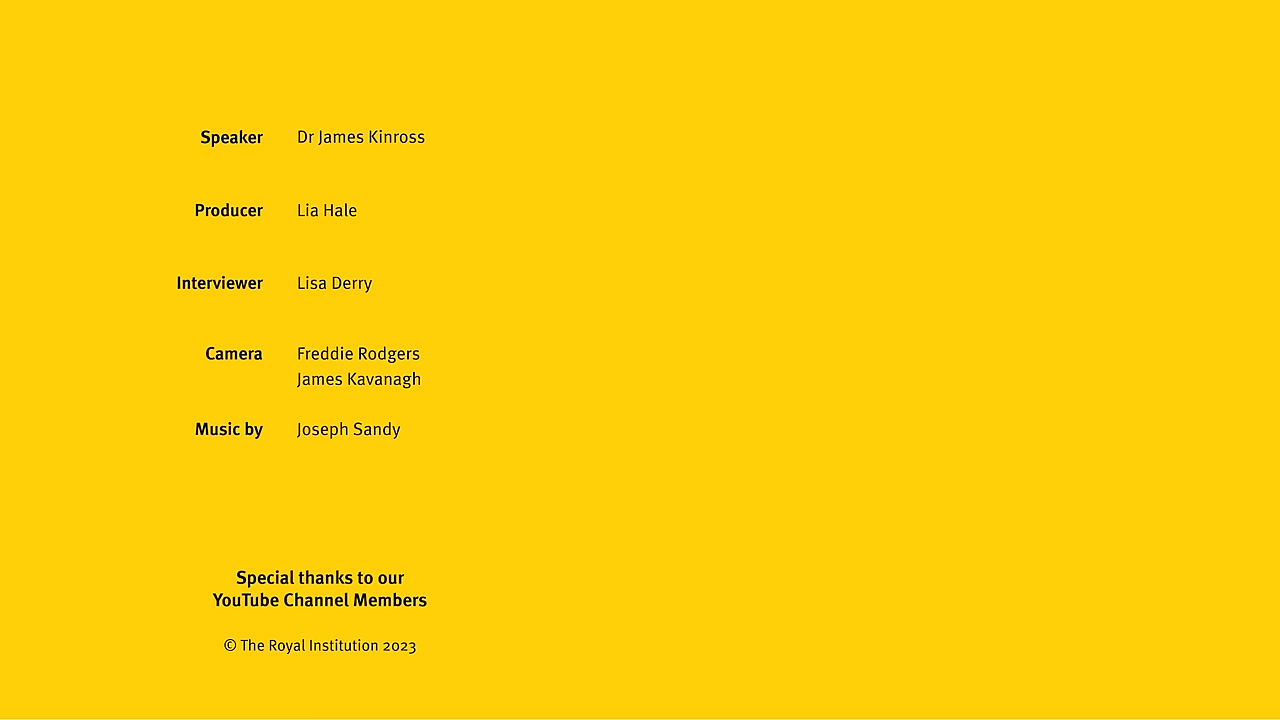 Speaker Dr James Kinross
Producer Lia Hale
Interviewer Lisa Derry
Camera Freddie Rodgers
James Kavanagh
Music by Joseph Sandy
Special thanks to our
YouTube Channel Members
© The Royal Institution 2023